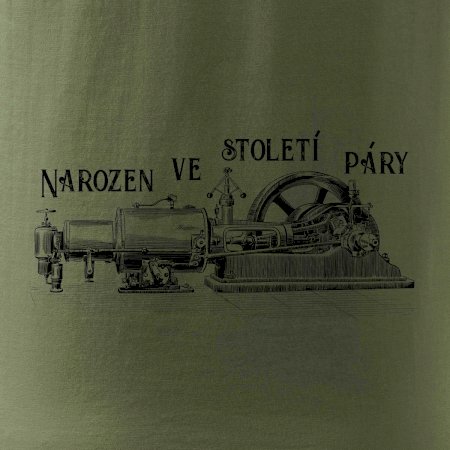 Narozen ve století páry